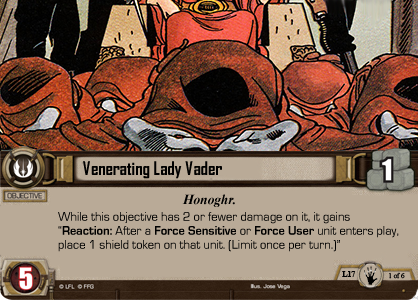 Venerating Lady Vader
1
OBJECTIVE
Honoghr.
While this objective has 2 or fewer damage on it, it gains
"Reaction: After a Force Sensitive or Force User unit enters play,
place 1 shield token on that unit. (Limit once per turn.)"
5
© LFL © FFG
Illus. Jose Vega
L17
1 of 6